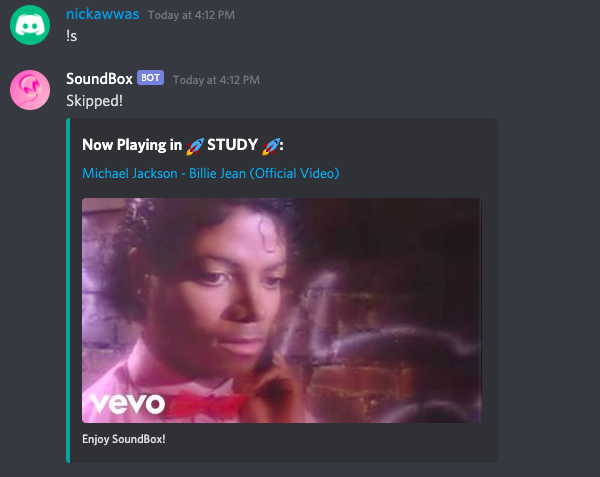 nickawwas Today at 4:12 PM
!s
SoundBox BOT Today at 4:12 PM
Skipped!
Now Playing in 🚀 STUDY 🚀:
Michael Jackson - Billie Jean (Official Video)
vevo
Enjoy SoundBox!